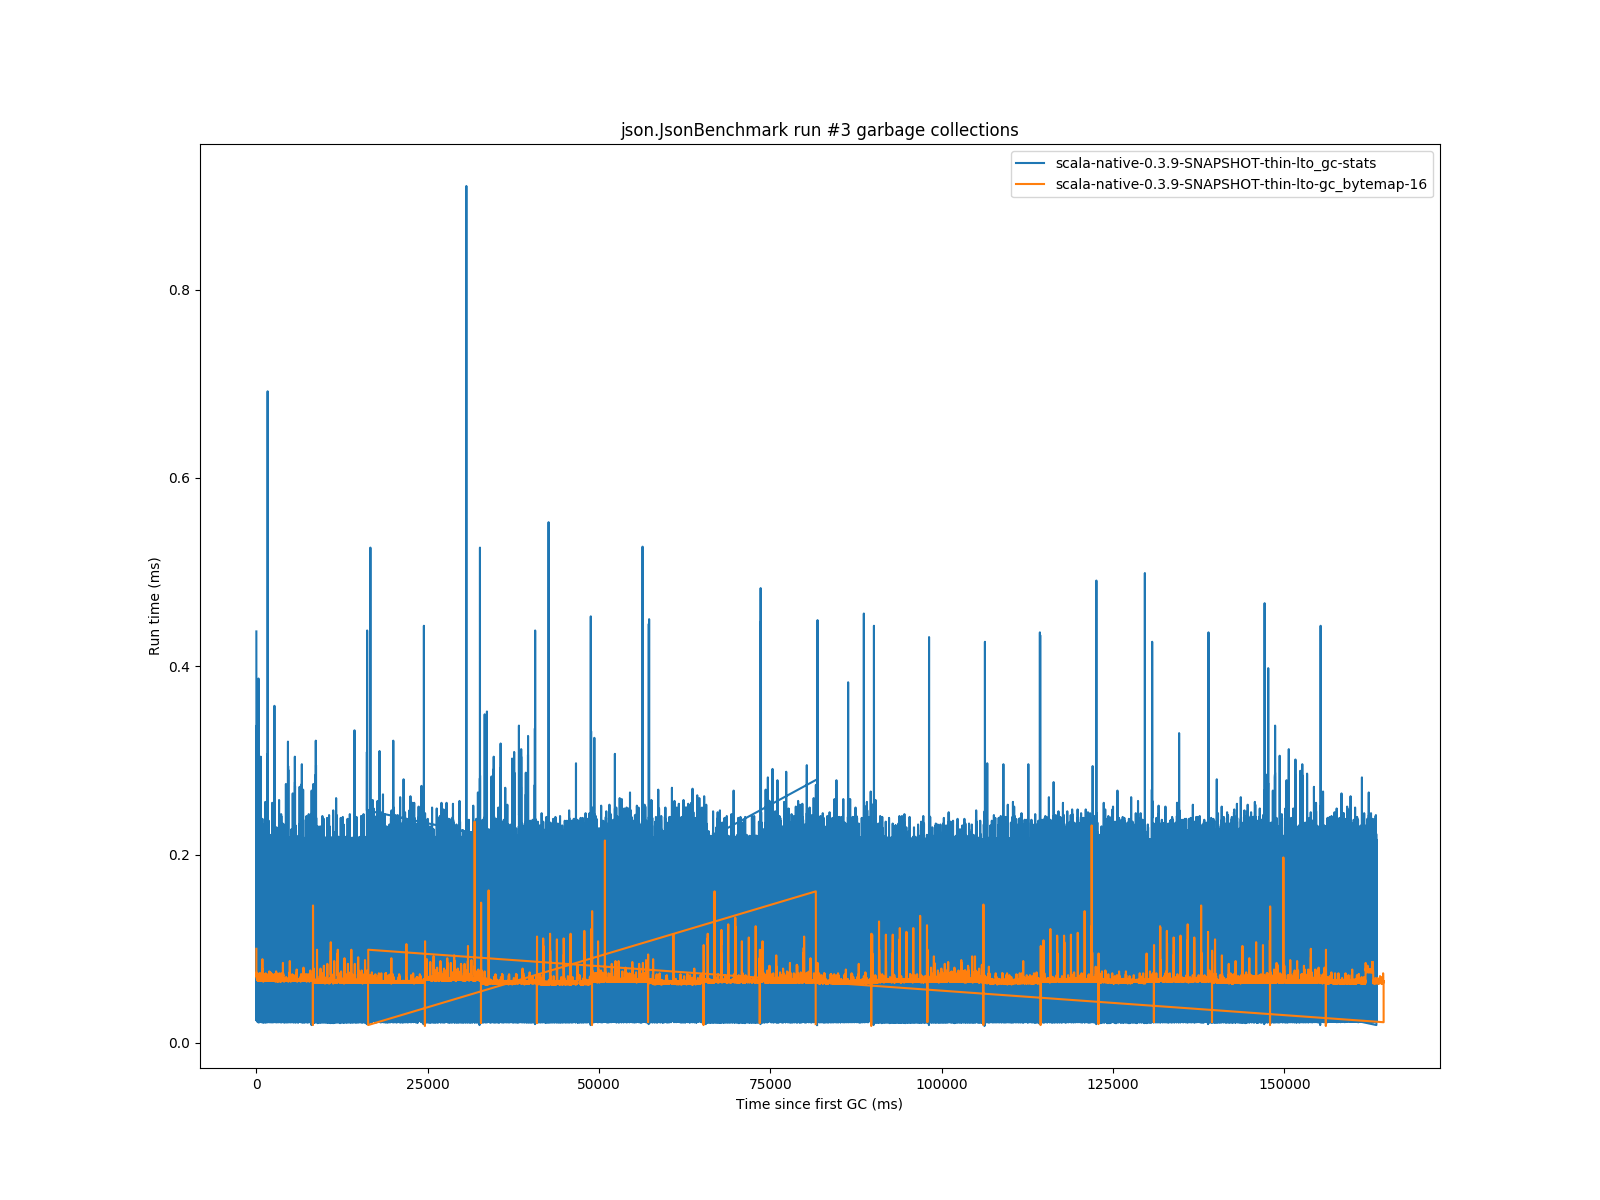 json.JsonBenchmark run #3 garbage collections
scala-native-0.3.9-SNAPSHOT-thin-lto_gc-stats
scala-native-0.3.9-SNAPSHOT-thin-lto-gc_bytemap-16
Run time (ms)
0.8
0.6
0.4
0.2
0.0
0 25000 50000 75000 100000 125000 150000
Time since first GC (ms)